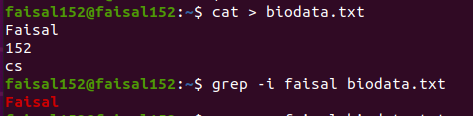 faisal152@faisal152:~$ cat > biodata.txt
Faisal
152
cs
faisal152@faisal152:~$ grep -i faisal biodata.txt
Faisal